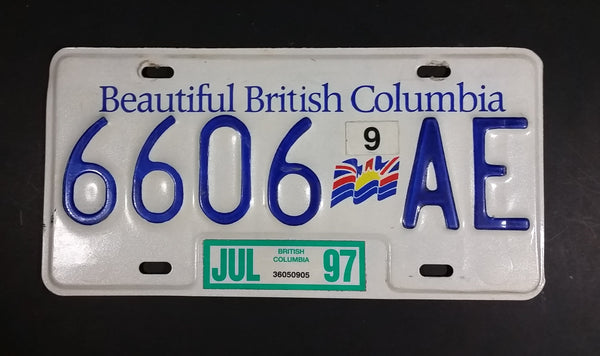 Beautiful British Columbia
9
6606 AE
JUL BRITISH COLUMBIA 97
36050905